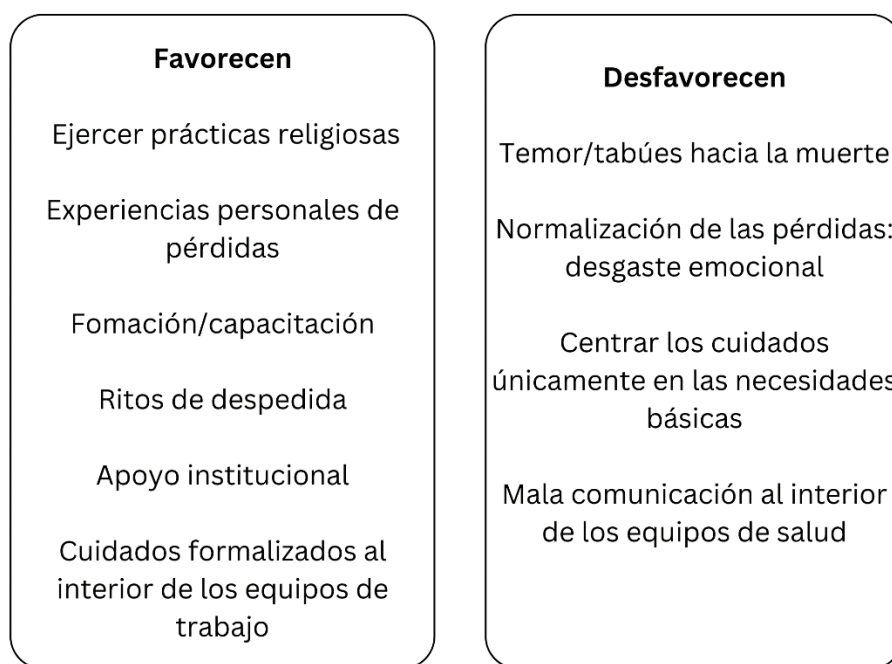 Favorecen
Ejercer prácticas religiosas
Experiencias personales de
pérdidas
Fomación/capacitación
Ritos de despedida
Apoyo institucional
Cuidados formalizados al
interior de los equipos de
trabajo
Desfavorecen
Temor/tabúes hacia la muerte
Normalización de las pérdidas:
desgaste emocional
Centrar los cuidados
únicamente en las necesidades
básicas
Mala comunicación al interior
de los equipos de salud